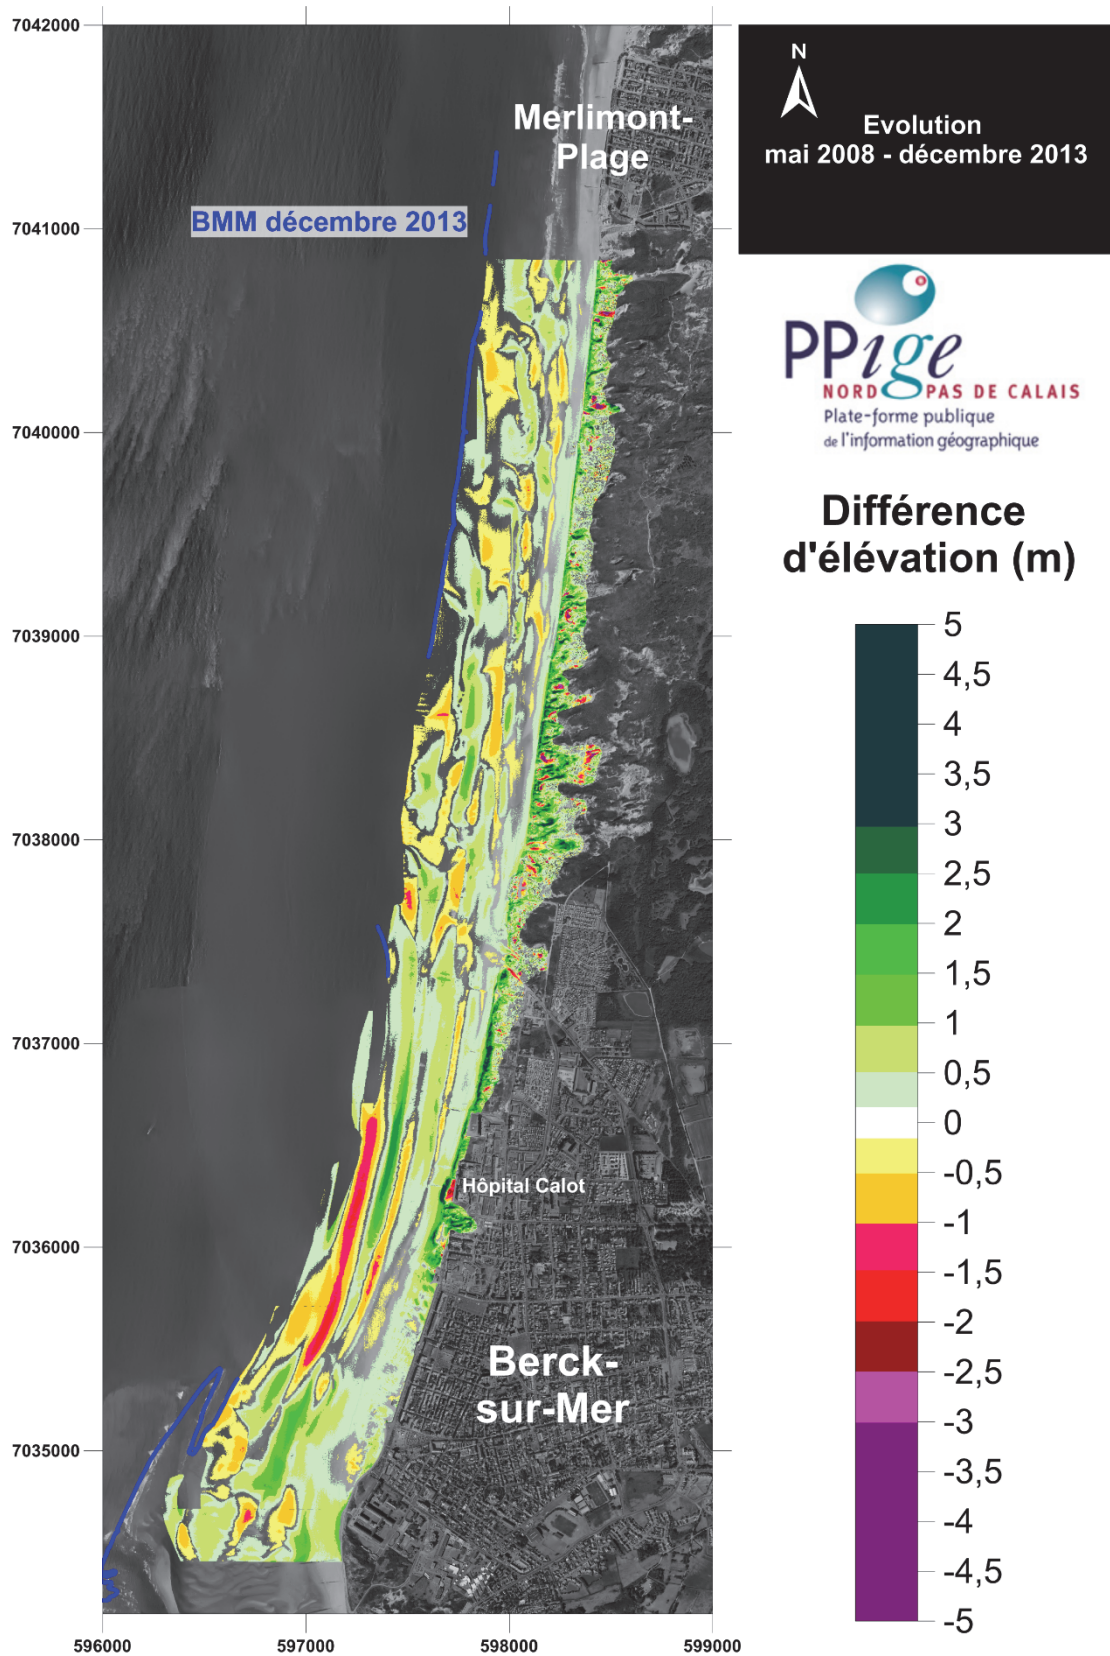 7042000
7041000
7040000
7039000
7038000
7037000
7036000
7035000
596000
597000
598000
599000
Merlimont-
Plage
BMM décembre 2013
Hôpital Calot
Berck-
sur-Mer
N
Evolution
mai 2008 - décembre 2013
PPige
NORD PAS DE CALAIS
Plate-forme publique
de l'information géographique
Différence
d'élévation (m)
5
4,5
4
3,5
3
2,5
2
1,5
1
0,5
0
-0,5
-1
-1,5
-2
-2,5
-3
-3,5
-4
-4,5
-5